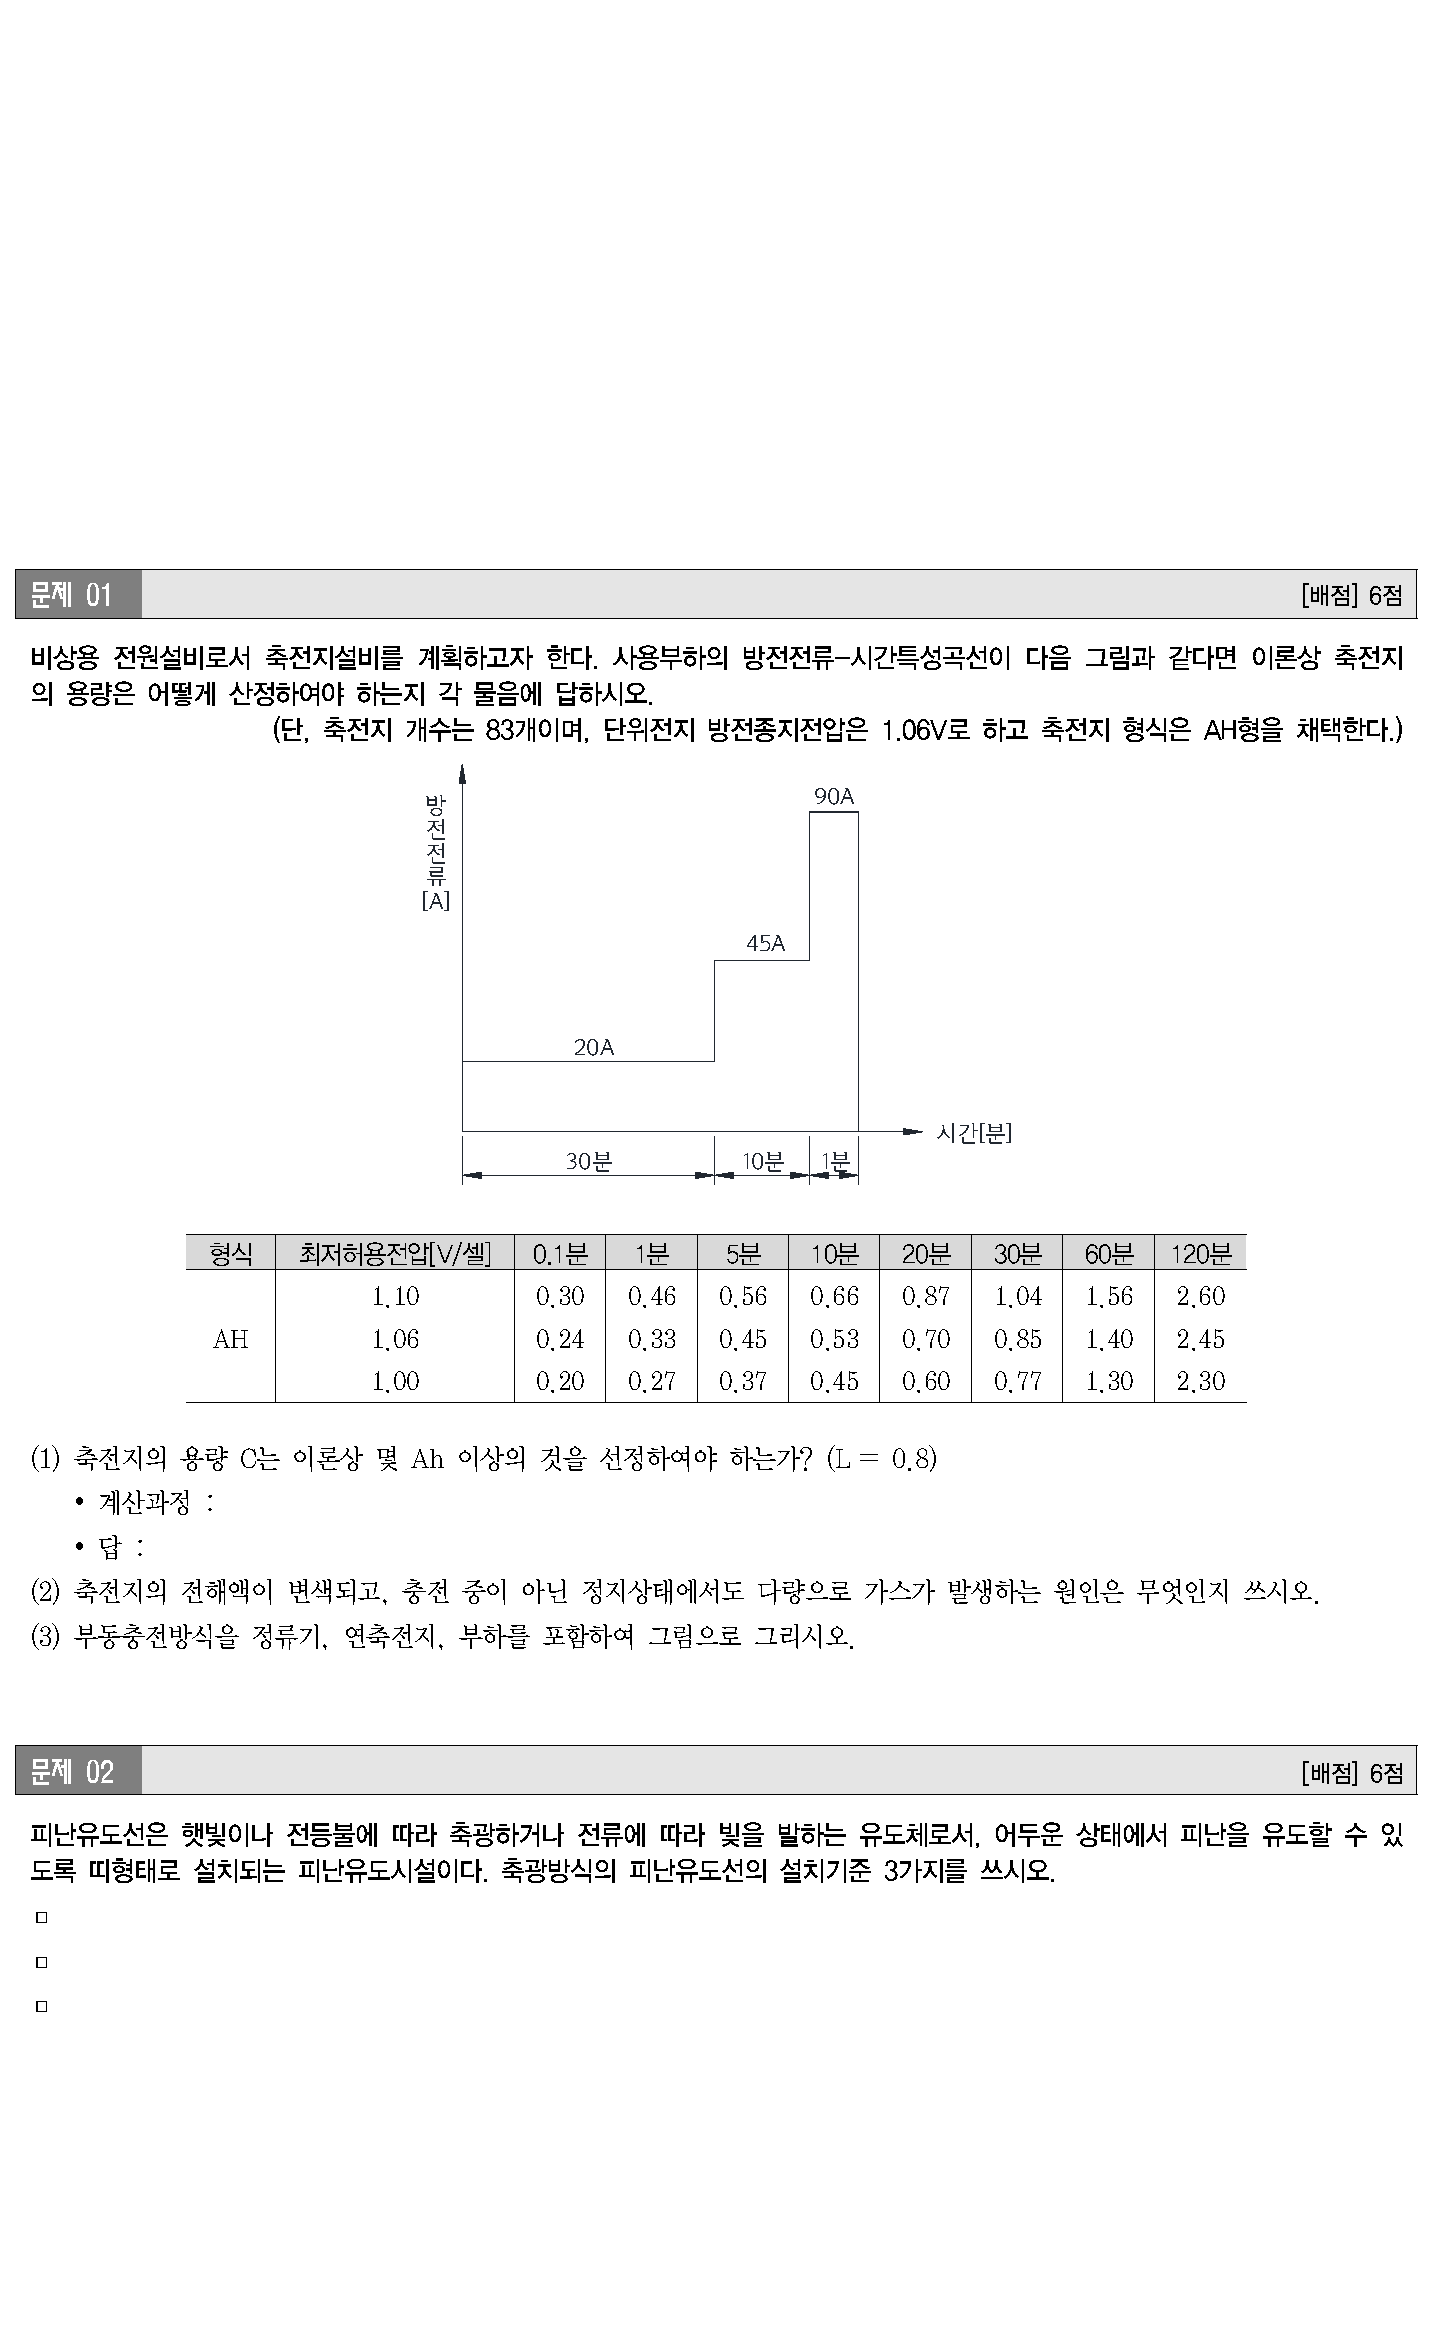 문제 01 [배점] 6점
비상용 전원설비로서 축전지설비를 계획하고자 한다. 사용부하의 방전전류-시간특성곡선이 다음 그림과 같다면 이론상 축전지
의 용량은 어떻게 산정하여야 하는지 각 물음에 답하시오.
(단, 축전지 개수는 83개이며, 단위전지 방전종지전압은 1.06V로 하고 축전지 형식은 AH형을 채택한다.)
방전전류[A]
90A
45A
20A
시간[분]
30분 10분 1분
형식 최저허용전압[V/셀] 0.1분 1분 5분 10분 20분 30분 60분 120분
1.10 0.30 0.46 0.56 0.66 0.87 1.04 1.56 2.60
AH 1.06 0.24 0.33 0.45 0.53 0.70 0.85 1.40 2.45
1.00 0.20 0.27 0.37 0.45 0.60 0.77 1.30 2.30
(1) 축전지의 용량 C는 이론상 몇 Ah 이상의 것을 선정하여야 하는가? (L = 0.8)
• 계산과정 :
• 답 :
(2) 축전지의 전해액이 변색되고, 충전 중이 아닌 정지상태에서도 다량으로 가스가 발생하는 원인은 무엇인지 쓰시오.
(3) 부동충전방식을 정류기, 연축전지, 부하를 포함하여 그림으로 그리시오.
문제 02 [배점] 6점
피난유도선은 햇빛이나 전등불에 따라 축광하거나 전류에 따라 빛을 발하는 유도체로서, 어두운 상태에서 피난을 유도할 수 있
도록 띠형태로 설치되는 피난유도시설이다. 축광방식의 피난유도선의 설치기준 3가지를 쓰시오.